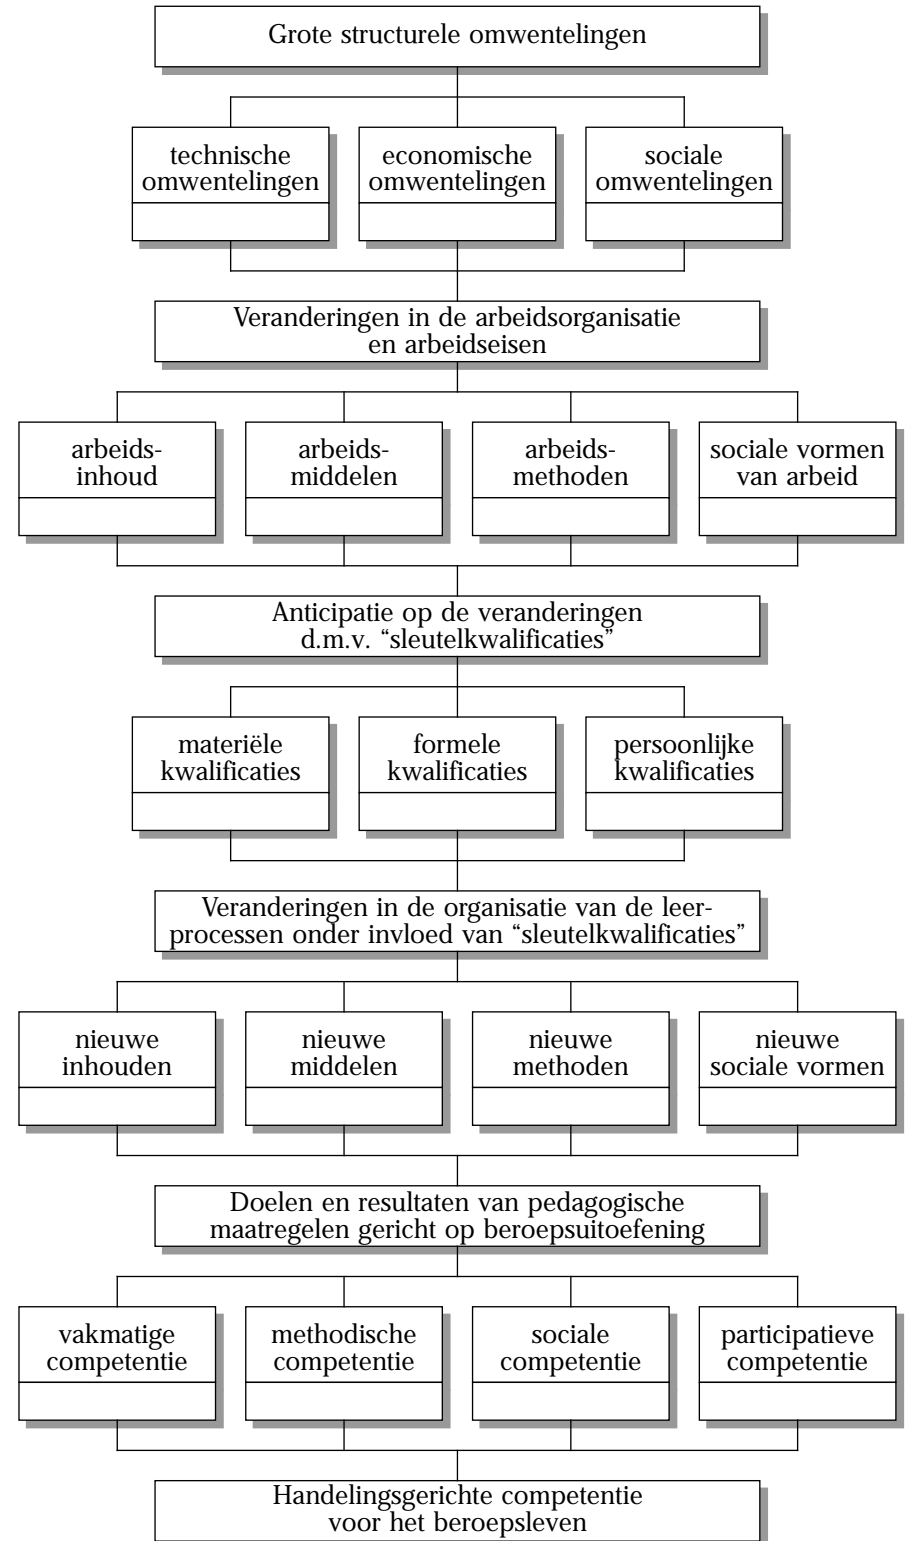 Grote structurele omwentelingen
technische
omwentelingen
economische
omwentelingen
sociale
omwentelingen
Veranderingen in de arbeidsorganisatie
en arbeidseisen
arbeids-
inhoud
arbeids-
middelen
arbeids-
methoden
sociale vormen
van arbeid
Anticipatie op de veranderingen
d.m.v. “sleutelkwalificaties”
materiële
kwalificaties
formele
kwalificaties
persoonlijke
kwalificaties
Veranderingen in de organisatie van de leer-
processen onder invloed van “sleutelkwalificaties”
nieuwe
inhouden
nieuwe
middelen
nieuwe
methoden
nieuwe
sociale vormen
Doelen en resultaten van pedagogische
maatregelen gericht op beroepsuitoefening
vakmatige
competentie
methodische
competentie
sociale
competentie
participatieve
competentie
Handelingsgerichte competentie
voor het beroepsleven